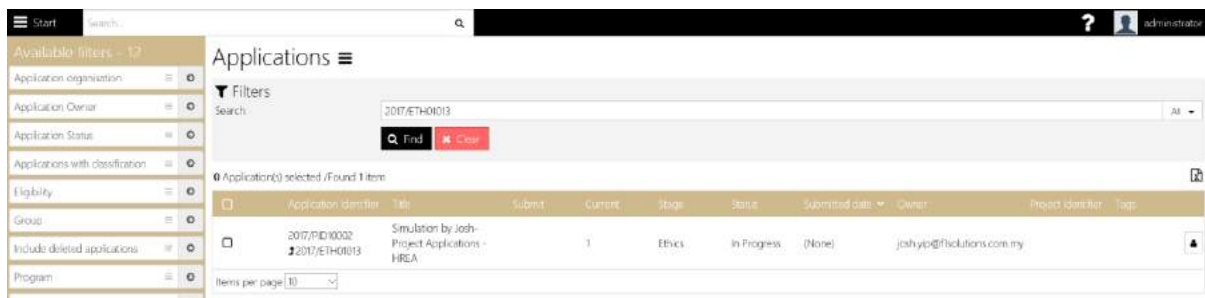 Start Search... administrator
Available filters - 12
Application organisation
Application Owner
Application Status
Applications with classification
Eligibility
Group
Include deleted applications
Program
Applications
Filters
Search 2017/ETH01013 All
Find Clear
0 Application(s) selected /Found 1 item
Application Identifier Title Submit Current Stage Status Submitted date Owner Project Identifier Tags
2017/PID10002 Simulation by Josh- 1 Ethics In Progress (None) josh.yip@f1solutions.com.my
2017/ETH01013 Project Applications -
HREA
Items per page 10